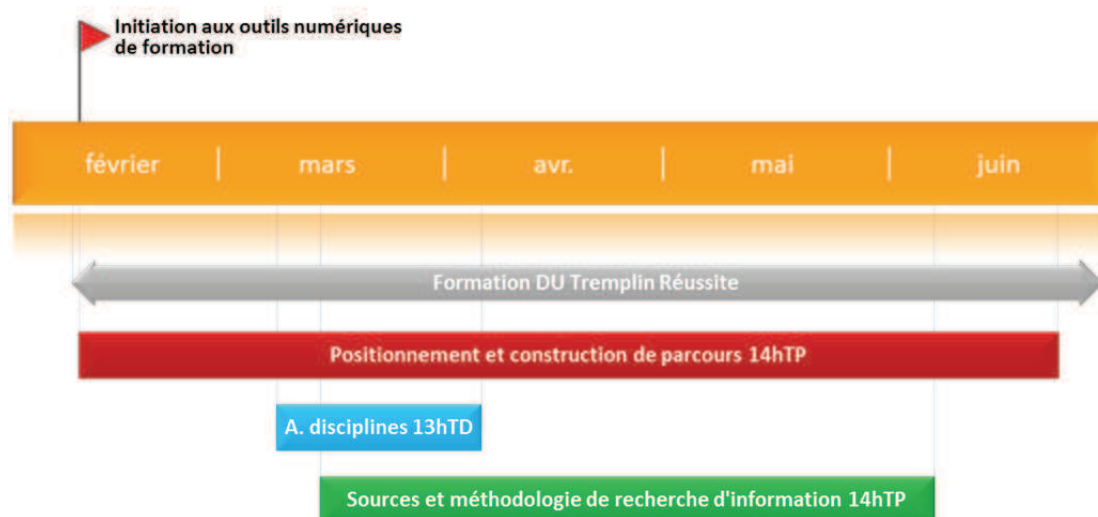 Initiation aux outils numériques
de formation
février | mars | avr. | mai | juin
Formation DU Tremplin Réussite
Positionnement et construction de parcours 14hTP
A. disciplines 13hTD
Sources et méthodologie de recherche d'information 14hTP